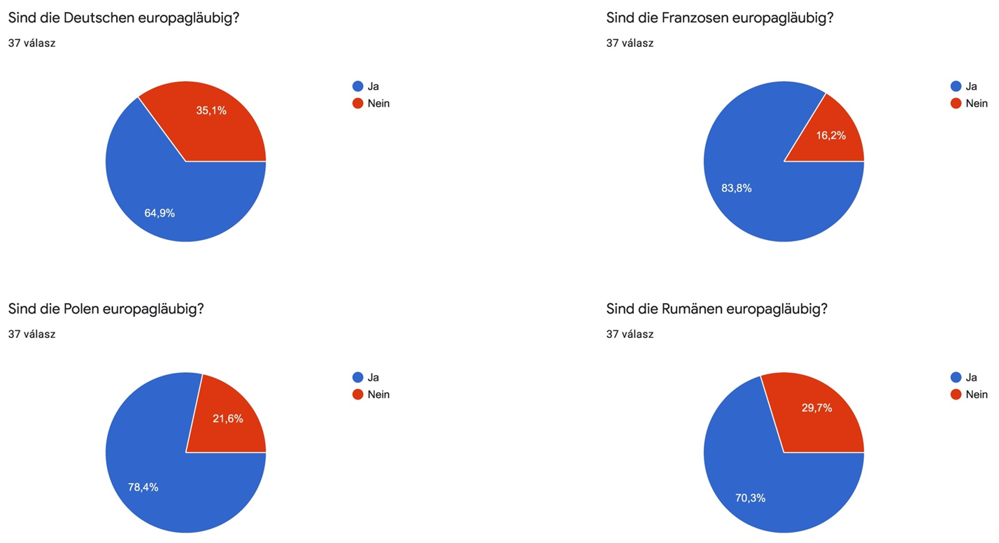 Sind die Deutschen europagläubig?
37 válasz
Ja
Nein
35,1%
64,9%
Sind die Franzosen europagläubig?
37 válasz
Ja
Nein
16,2%
83,8%
Sind die Polen europagläubig?
37 válasz
Ja
Nein
21,6%
78,4%
Sind die Rumänen europagläubig?
37 válasz
Ja
Nein
29,7%
70,3%